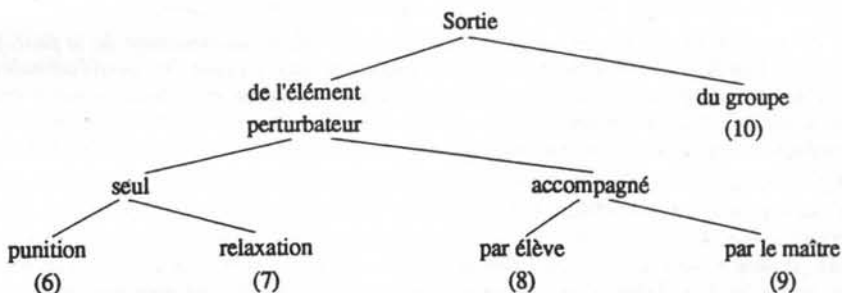 Sortie
de l'élément
perturbateur
du groupe
(10)
seul
accompagné
punition
relaxation
par élève
par le maître
(6)
(7)
(8)
(9)